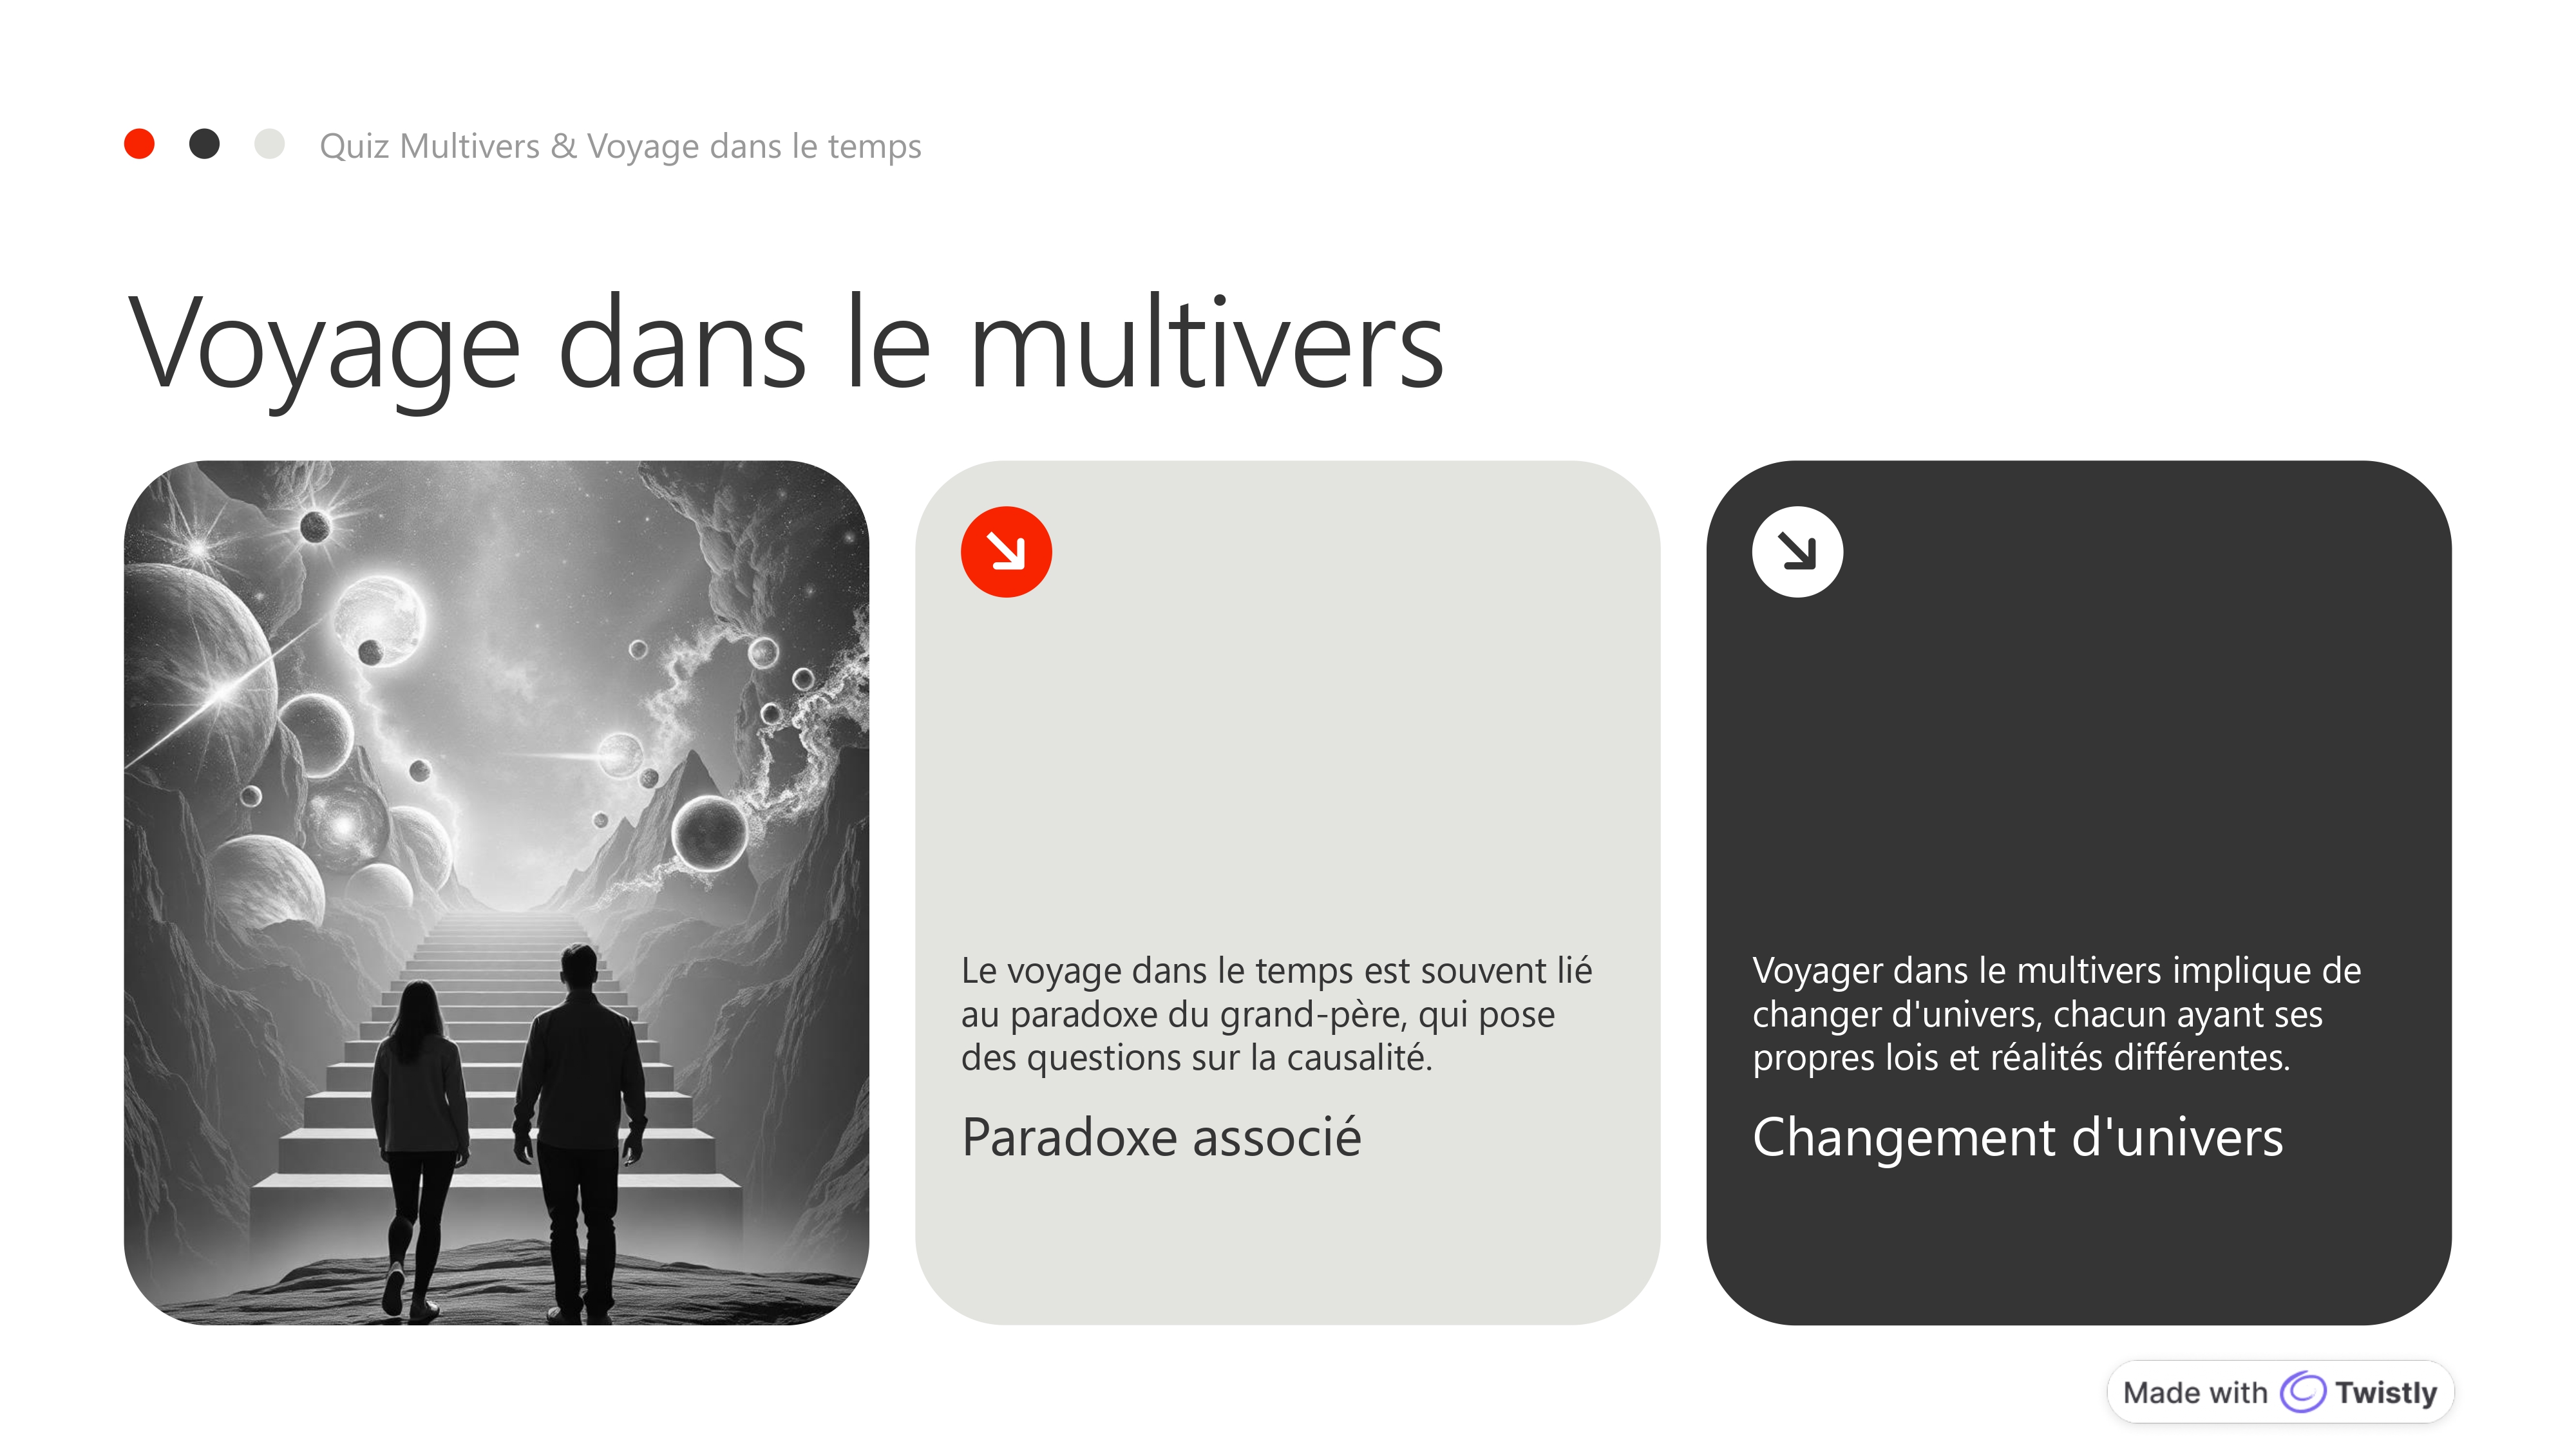 Quiz Multivers & Voyage dans le temps
Voyage dans le multivers
Le voyage dans le temps est souvent lié
au paradoxe du grand-père, qui pose
des questions sur la causalité.
Paradoxe associé
Voyager dans le multivers implique de
changer d'univers, chacun ayant ses
propres lois et réalités différentes.
Changement d'univers
Made with Twistly